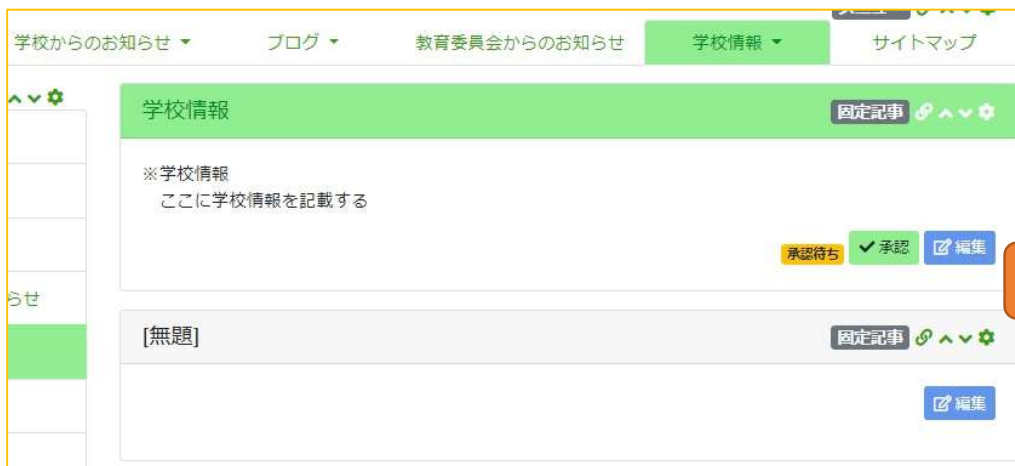 学校からのお知らせ ブログ 教育委員会からのお知らせ 学校情報 サイトマップ
学校情報 固定記事
※学校情報
ここに学校情報を記載する
承認待ち 承認 編集
らせ
[無題] 固定記事
編集